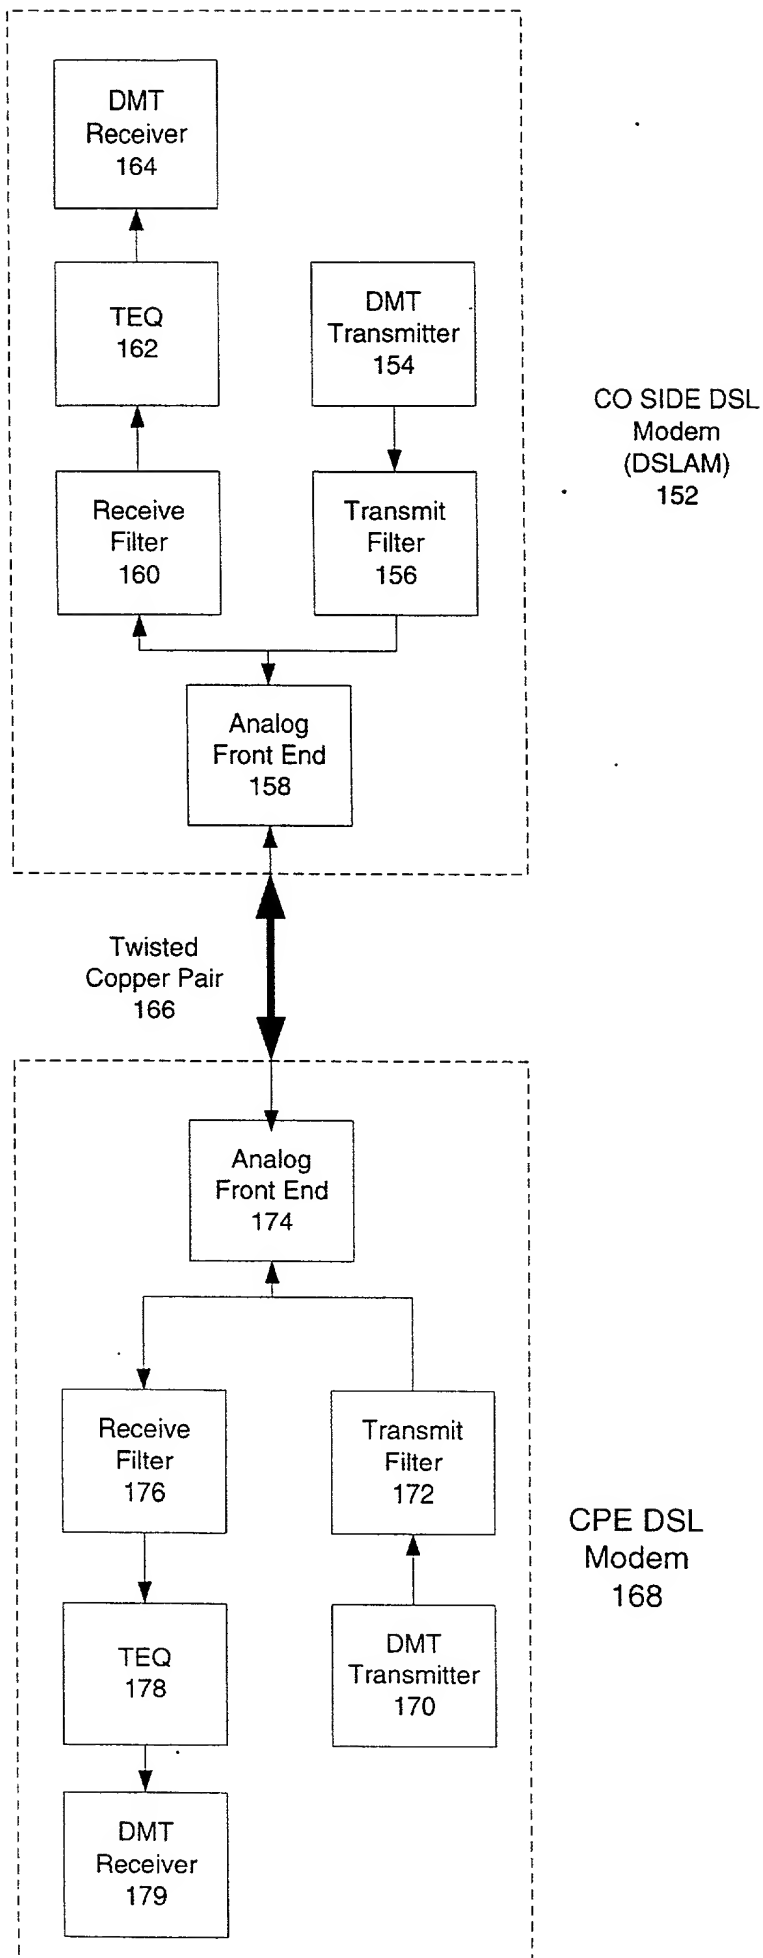 DMT
Receiver
164
TEQ
162
DMT
Transmitter
154
CO SIDE DSL
Modem
(DSLAM)
152
Receive
Filter
160
Transmit
Filter
156
Analog
Front End
158
Twisted
Copper Pair
166
Analog
Front End
174
Receive
Filter
176
Transmit
Filter
172
CPE DSL
Modem
168
TEQ
178
DMT
Transmitter
170
DMT
Receiver
179